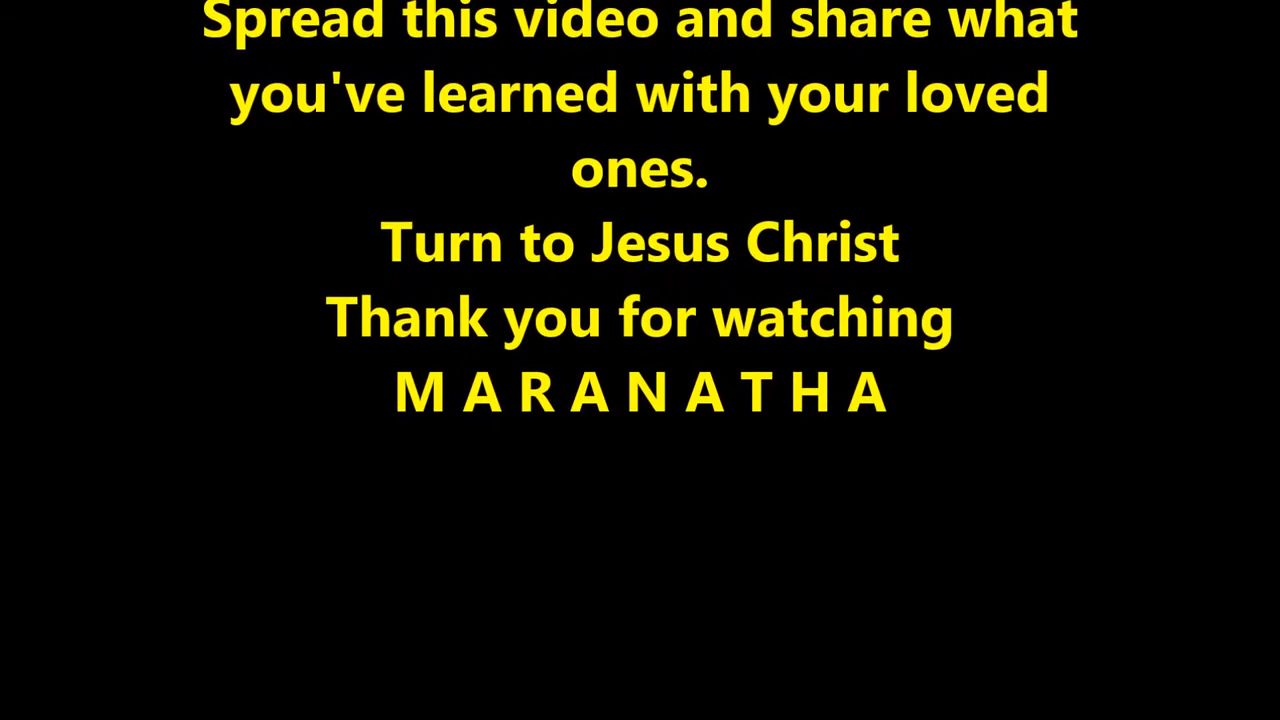 Spread this video and share what
you've learned with your loved
ones.
Turn to Jesus Christ
Thank you for watching
M A R A N A T H A